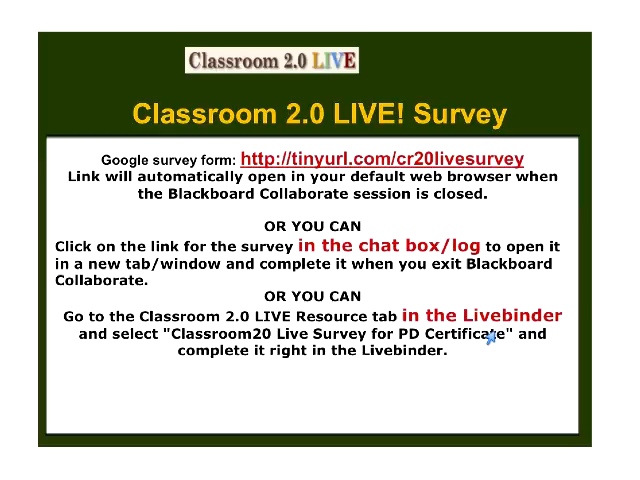 Classroom 2.0 LIVE
Classroom 2.0 LIVE! Survey
Google survey form: http://tinyurl.com/cr20livesurvey
Link will automatically open in your default web browser when
the Blackboard Collaborate session is closed.
OR YOU CAN
Click on the link for the survey in the chat box/log to open it
in a new tab/window and complete it when you exit Blackboard
Collaborate.
OR YOU CAN
Go to the Classroom 2.0 LIVE Resource tab in the Livebinder
and select "Classroom20 Live Survey for PD Certificate" and
complete it right in the Livebinder.